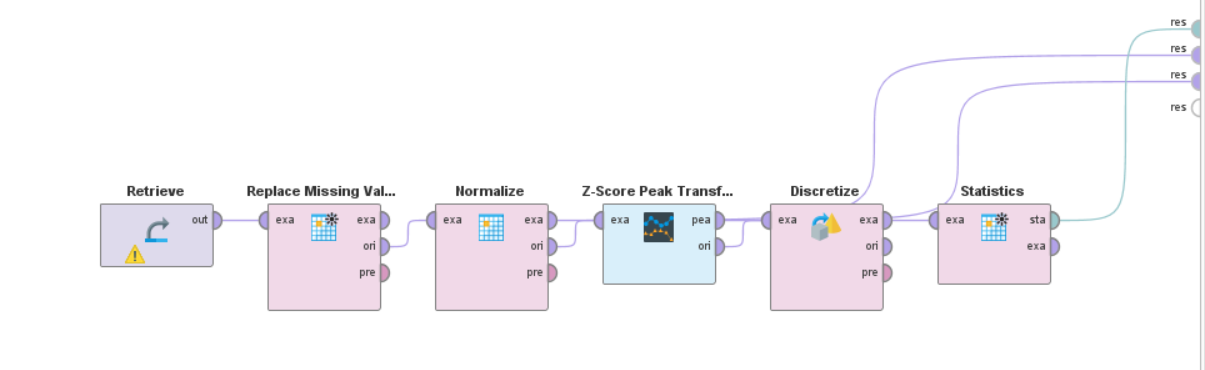 res
res
res
res
Retrieve
Replace Missing Val...
Normalize
Z-Score Peak Transf...
Discretize
Statistics
out
exa exa
exa exa
exa pea
exa exa
exa sta
ori
ori
ori
ori
exa
pre
pre
pre